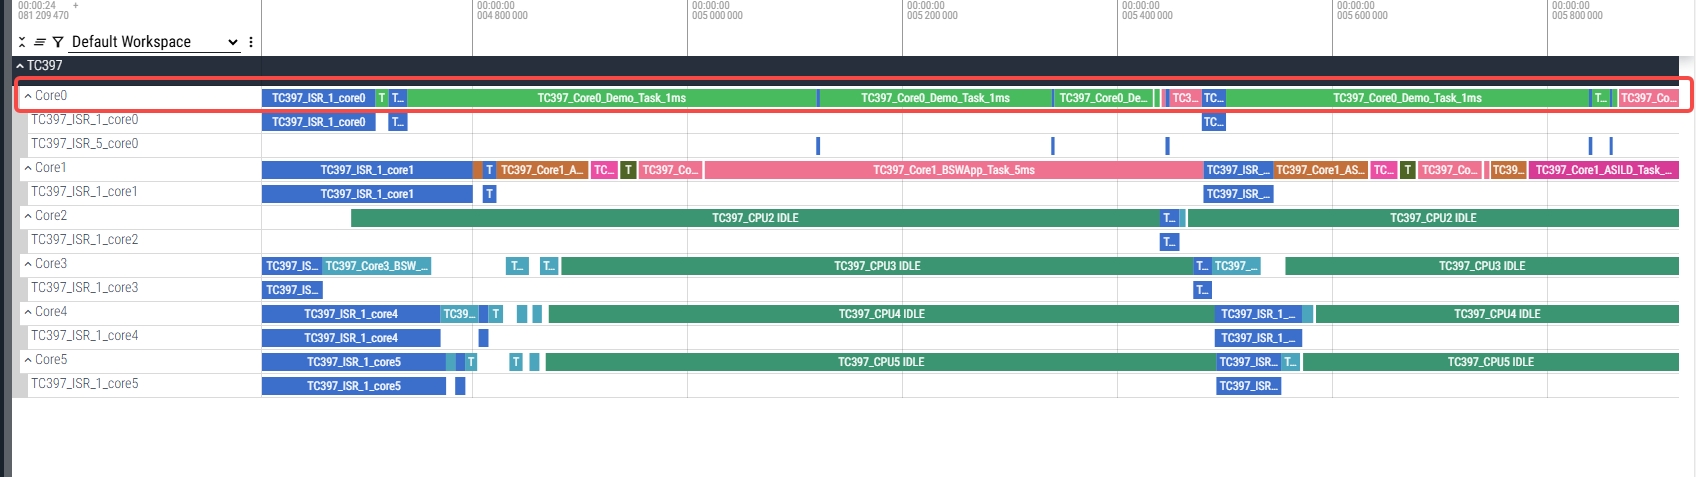 00:00:24 +
081 209 470
00:00:00 00:00:00 00:00:00 00:00:00 00:00:00 00:00:00
004 800 000 005 000 000 005 200 000 005 400 000 005 600 000 005 800 000
Default Workspace
TC397
Core0 TC397_ISR_1_core0 T T... TC397_Core0_Demo_Task_1ms TC397_Core0_Demo_Task_1ms TC397_Core0_De... TC3... TC... TC397_Core0_Demo_Task_1ms T... TC397_Co...
TC397_ISR_1_core0 TC397_ISR_1_core0 T... TC...
TC397_ISR_5_core0
Core1 TC397_ISR_1_core1 T TC397_Core1_A... TC... T TC397_Co... TC397_Core1_BSWApp_Task_5ms TC397_ISR_... TC397_Core1_AS... TC... T TC397_Co... TC39... TC397_Core1_ASILD_Task_...
TC397_ISR_1_core1 TC397_ISR_1_core1 T TC397_ISR_...
Core2 TC397_CPU2 IDLE T... TC397_CPU2 IDLE
TC397_ISR_1_core2 T...
Core3 TC397_IS... TC397_Core3_BSW_... T... T... TC397_CPU3 IDLE T... TC397_... TC397_CPU3 IDLE
TC397_ISR_1_core3 TC397_IS... T...
Core4 TC397_ISR_1_core4 TC39... T TC397_CPU4 IDLE TC397_ISR_1_... TC397_CPU4 IDLE
TC397_ISR_1_core4 TC397_ISR_1_core4 TC397_ISR_1_...
Core5 TC397_ISR_1_core5 T T TC397_CPU5 IDLE TC397_ISR... T... TC397_CPU5 IDLE
TC397_ISR_1_core5 TC397_ISR_1_core5 TC397_ISR...